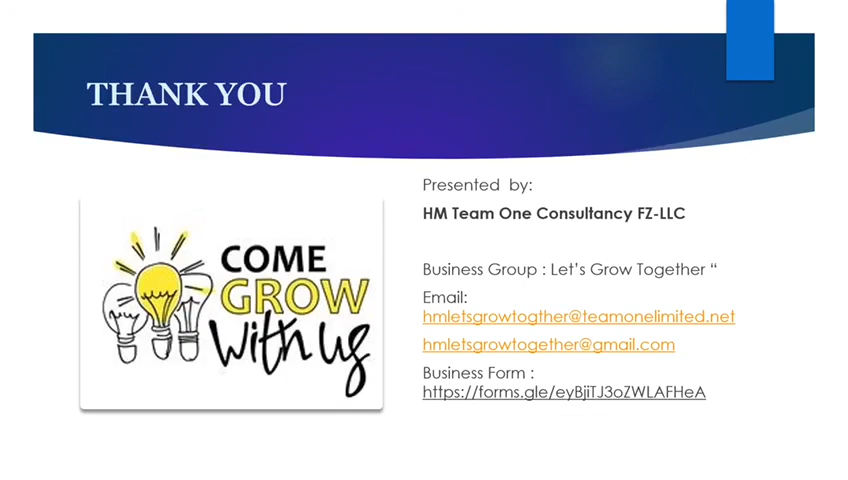 THANK YOU
COME
GROW
With us
Presented by:
HM Team One Consultancy FZ-LLC
Business Group : Let’s Grow Together “
Email:
hmletsgrowtogther@teamonelimited.net
hmletsgrowtogether@gmail.com
Business Form :
https://forms.gle/eyBjiTJ3oZWLAFHeA